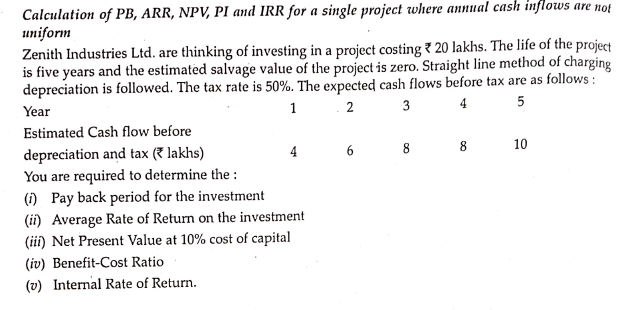 Calculation of PB, ARR, NPV, PI and IRR for a single project where annual cash inflows are not
uniform
Zenith Industries Ltd. are thinking of investing in a project costing ₹ 20 lakhs. The life of the project
is five years and the estimated salvage value of the project is zero. Straight line method of charging
depreciation is followed. The tax rate is 50%. The expected cash flows before tax are as follows :
Year 1 2 3 4 5
Estimated Cash flow before
depreciation and tax (₹ lakhs) 4 6 8 8 10
You are required to determine the :
(i) Pay back period for the investment
(ii) Average Rate of Return on the investment
(iii) Net Present Value at 10% cost of capital
(iv) Benefit-Cost Ratio
(v) Internal Rate of Return.